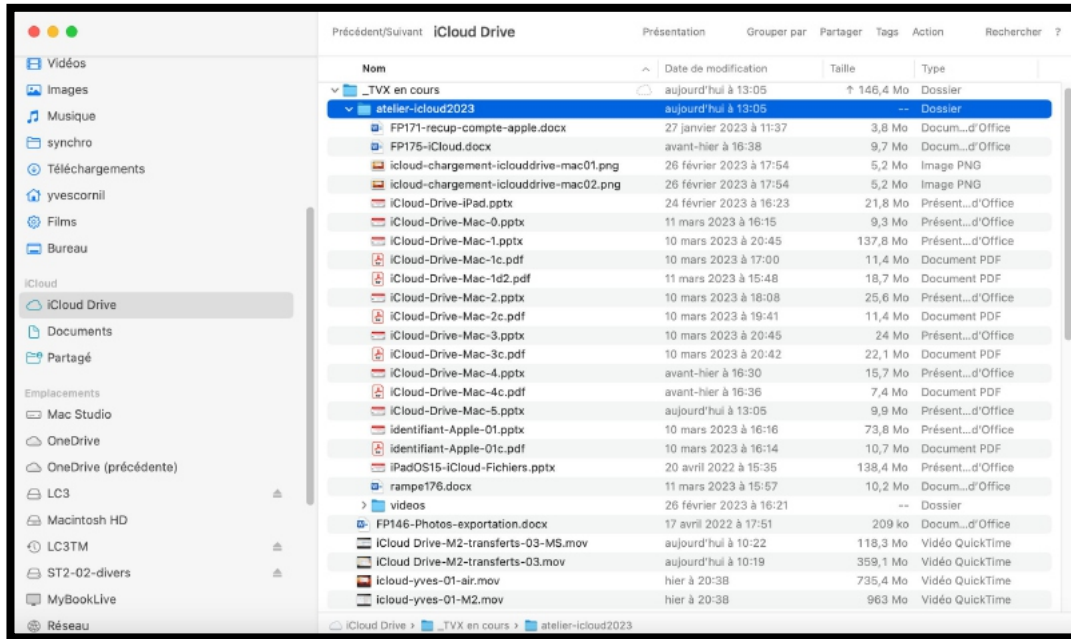 Précédent/Suivant iCloud Drive Présentation Grouper par Partager Tags Action Rechercher ?
Vidéos
Images
Musique
synchro
Téléchargements
yvescornil
Films
Bureau
iCloud
iCloud Drive
Documents
Partagé
Emplacements
Mac Studio
OneDrive
OneDrive (précédente)
LC3
Macintosh HD
LC3TM
ST2-02-divers
MyBookLive
Réseau
Nom Date de modification Taille Type
_TVX en cours aujourd'hui à 13:05 ↑ 146,4 Mo Dossier
atelier-icloud2023 aujourd'hui à 13:05 -- Dossier
FP171-recup-compte-apple.docx 27 janvier 2023 à 11:37 3,8 Mo Docum...d'Office
FP175-iCloud.docx avant-hier à 16:38 9,7 Mo Docum...d'Office
icloud-chargement-iclouddrive-mac01.png 26 février 2023 à 17:54 5,2 Mo Image PNG
icloud-chargement-iclouddrive-mac02.png 26 février 2023 à 17:54 5,2 Mo Image PNG
iCloud-Drive-iPad.pptx 24 février 2023 à 16:23 21,8 Mo Présent...d'Office
iCloud-Drive-Mac-0.pptx 11 mars 2023 à 16:15 9,3 Mo Présent...d'Office
iCloud-Drive-Mac-1.pptx 10 mars 2023 à 20:45 137,8 Mo Présent...d'Office
iCloud-Drive-Mac-1c.pdf 10 mars 2023 à 17:00 11,4 Mo Document PDF
iCloud-Drive-Mac-1d2.pdf 11 mars 2023 à 15:48 18,7 Mo Document PDF
iCloud-Drive-Mac-2.pptx 10 mars 2023 à 18:08 25,6 Mo Présent...d'Office
iCloud-Drive-Mac-2c.pdf 10 mars 2023 à 19:41 11,4 Mo Document PDF
iCloud-Drive-Mac-3.pptx 10 mars 2023 à 20:45 24 Mo Présent...d'Office
iCloud-Drive-Mac-3c.pdf 10 mars 2023 à 20:42 22,1 Mo Document PDF
iCloud-Drive-Mac-4.pptx avant-hier à 16:30 15,7 Mo Présent...d'Office
iCloud-Drive-Mac-4c.pdf avant-hier à 16:36 7,4 Mo Document PDF
iCloud-Drive-Mac-5.pptx aujourd'hui à 13:05 9,9 Mo Présent...d'Office
identifiant-Apple-01.pptx 10 mars 2023 à 16:16 73,8 Mo Présent...d'Office
identifiant-Apple-01c.pdf 10 mars 2023 à 16:14 10,7 Mo Document PDF
iPadOS15-iCloud-Fichiers.pptx 20 avril 2022 à 15:35 138,4 Mo Présent...d'Office
rampe176.docx 11 mars 2023 à 15:57 10,2 Mo Docum...d'Office
videos 26 février 2023 à 16:21 -- Dossier
FP146-Photos-exportation.docx 17 avril 2022 à 17:51 209 ko Docum...d'Office
iCloud Drive-M2-transferts-03-MS.mov aujourd'hui à 10:22 118,3 Mo Vidéo QuickTime
iCloud Drive-M2-transferts-03.mov aujourd'hui à 10:19 359,1 Mo Vidéo QuickTime
icloud-yves-01-air.mov hier à 20:38 735,4 Mo Vidéo QuickTime
icloud-yves-01-M2.mov hier à 20:38 963 Mo Vidéo QuickTime
iCloud Drive › _TVX en cours › atelier-icloud2023